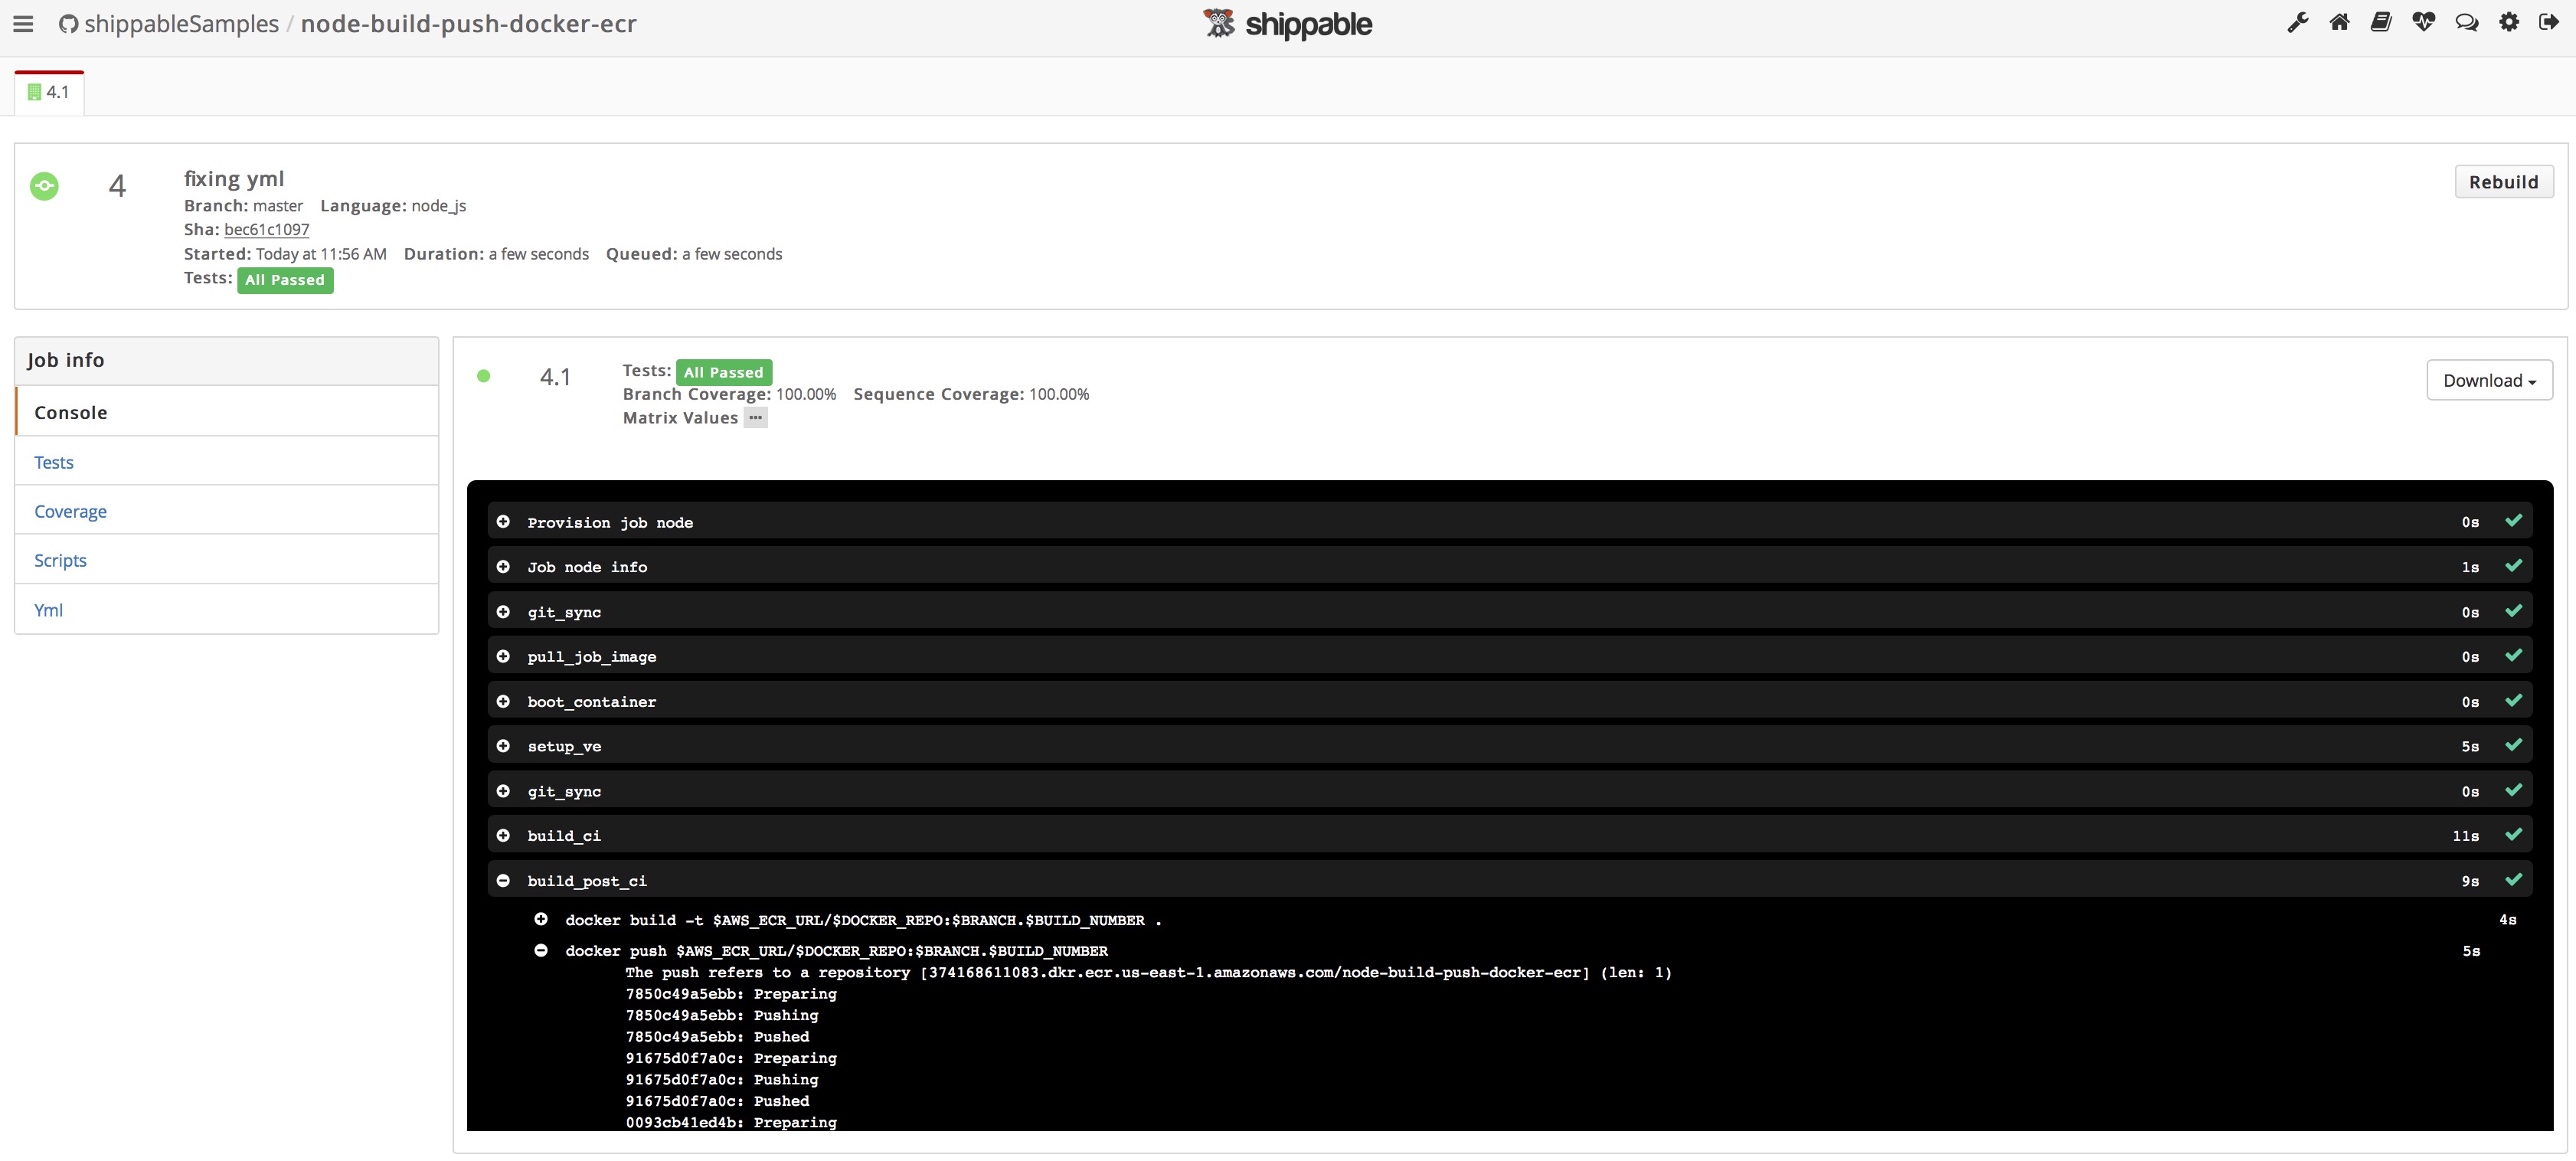 shippableSamples / node-build-push-docker-ecr
shippable
4.1
4
fixing yml
Rebuild
Branch: master Language: node_js
Sha: bec61c1097
Started: Today at 11:56 AM Duration: a few seconds Queued: a few seconds
Tests: All Passed
Job info
Console
Tests
Coverage
Scripts
Yml
4.1
Tests: All Passed
Download
Branch Coverage: 100.00% Sequence Coverage: 100.00%
Matrix Values ...
Provision job node 0s
Job node info 1s
git_sync 0s
pull_job_image 0s
boot_container 0s
setup_ve 5s
git_sync 0s
build_ci 11s
build_post_ci 9s
docker build -t $AWS_ECR_URL/$DOCKER_REPO:$BRANCH.$BUILD_NUMBER . 4s
docker push $AWS_ECR_URL/$DOCKER_REPO:$BRANCH.$BUILD_NUMBER 5s
The push refers to a repository [374168611083.dkr.ecr.us-east-1.amazonaws.com/node-build-push-docker-ecr] (len: 1)
7850c49a5ebb: Preparing
7850c49a5ebb: Pushing
7850c49a5ebb: Pushed
91675d0f7a0c: Preparing
91675d0f7a0c: Pushing
91675d0f7a0c: Pushed
0093cb41ed4b: Preparing